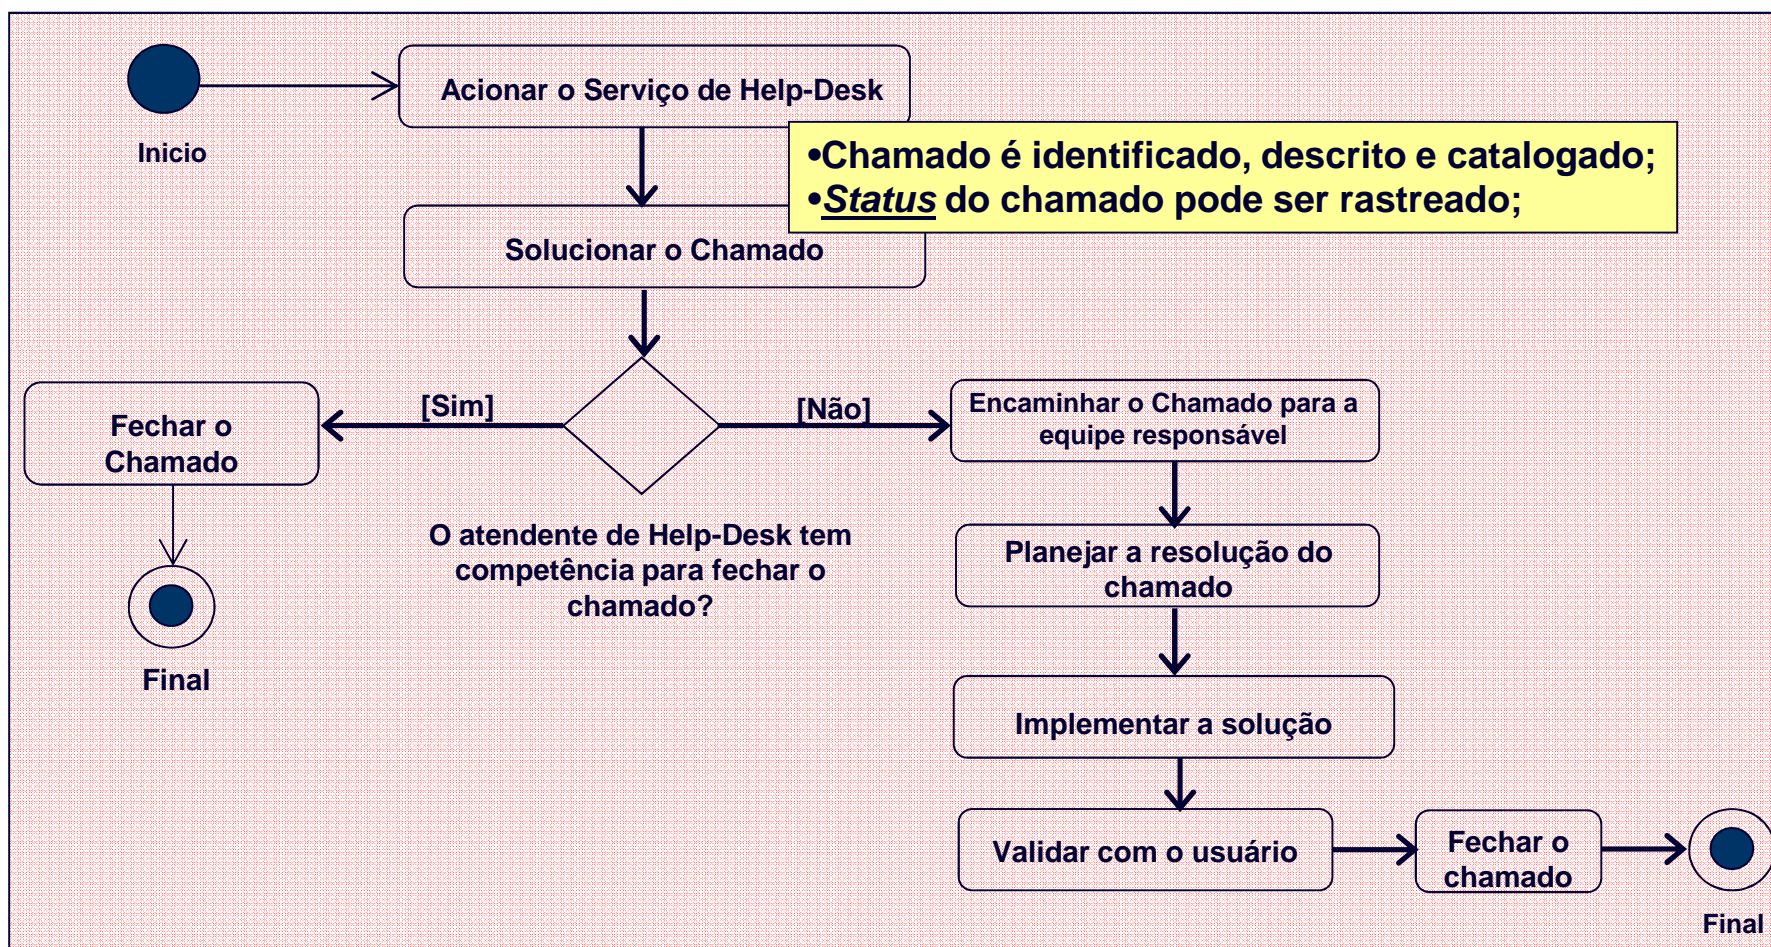 Acionar o Serviço de Help-Desk
Inicio
•Chamado é identificado, descrito e catalogado;
•Status do chamado pode ser rastreado;
Solucionar o Chamado
[Sim]
[Não]
Fechar o
Chamado
Encaminhar o Chamado para a
equipe responsável
O atendente de Help-Desk tem
competência para fechar o
chamado?
Planejar a resolução do
chamado
Final
Implementar a solução
Validar com o usuário
Fechar o
chamado
Final